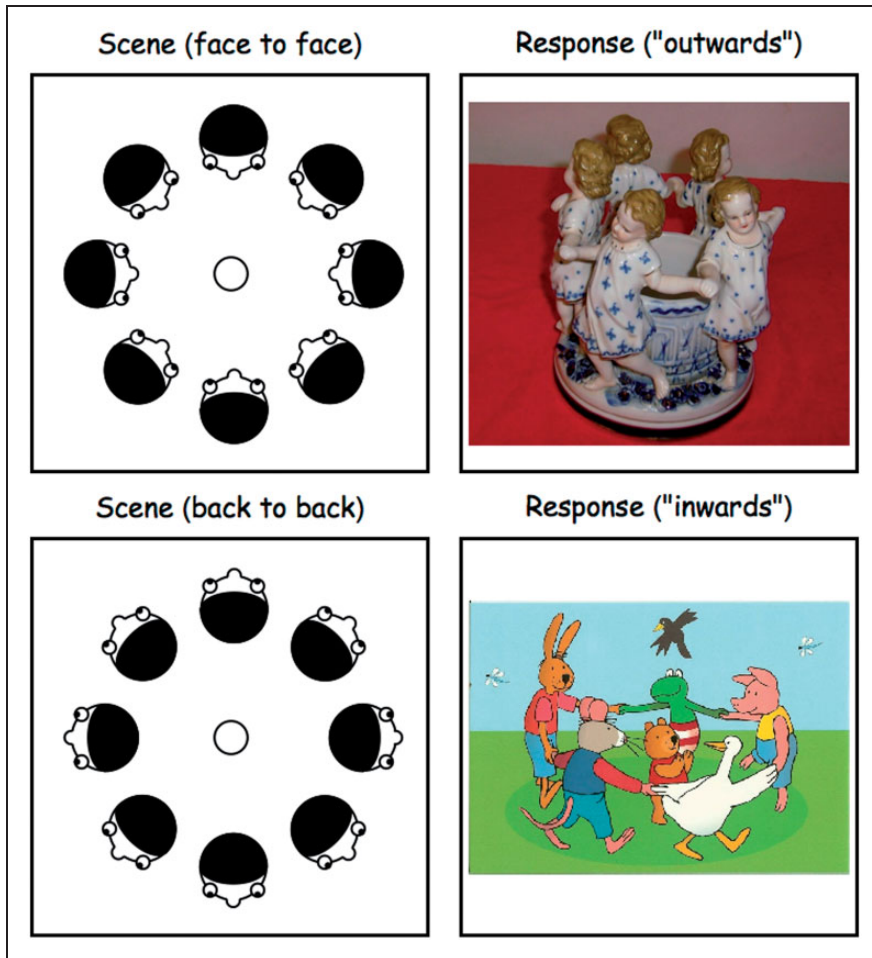 Scene (face to face)
Response ("outwards")
Scene (back to back)
Response ("inwards")